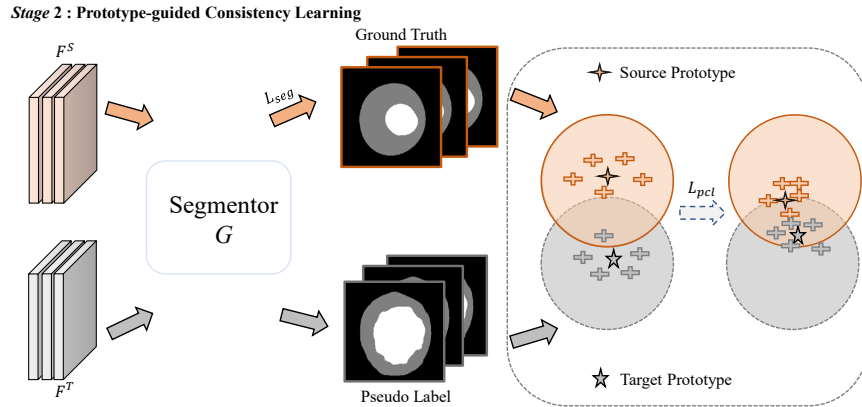 Stage 2 : Prototype-guided Consistency Learning
F^S
Ground Truth
L_seg
Source Prototype
Segmentor
G
L_pcl
F^T
Pseudo Label
Target Prototype